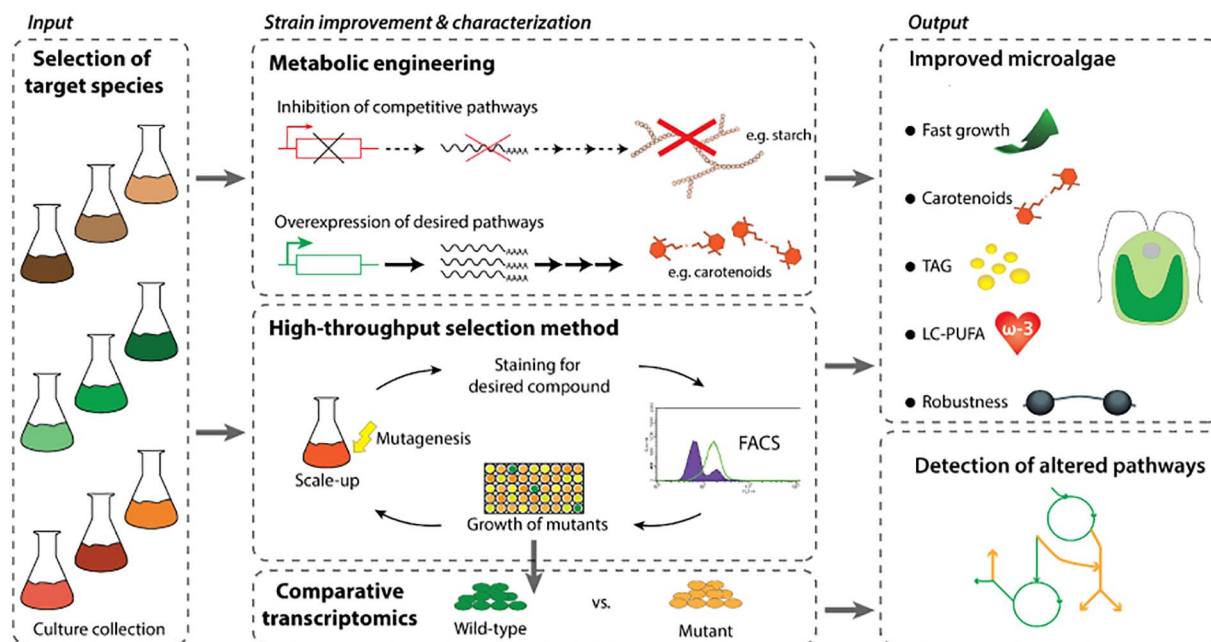 Input
Strain improvement & characterization
Output
Selection of
target species
Culture collection
Metabolic engineering
Inhibition of competitive pathways
e.g. starch
Overexpression of desired pathways
e.g. carotenoids
High-throughput selection method
Staining for
desired compound
Mutagenesis
Scale-up
FACS
Growth of mutants
Comparative
transcriptomics
Wild-type
vs.
Mutant
Improved microalgae
● Fast growth
● Carotenoids
● TAG
● LC-PUFA
ω-3
● Robustness
Detection of altered pathways